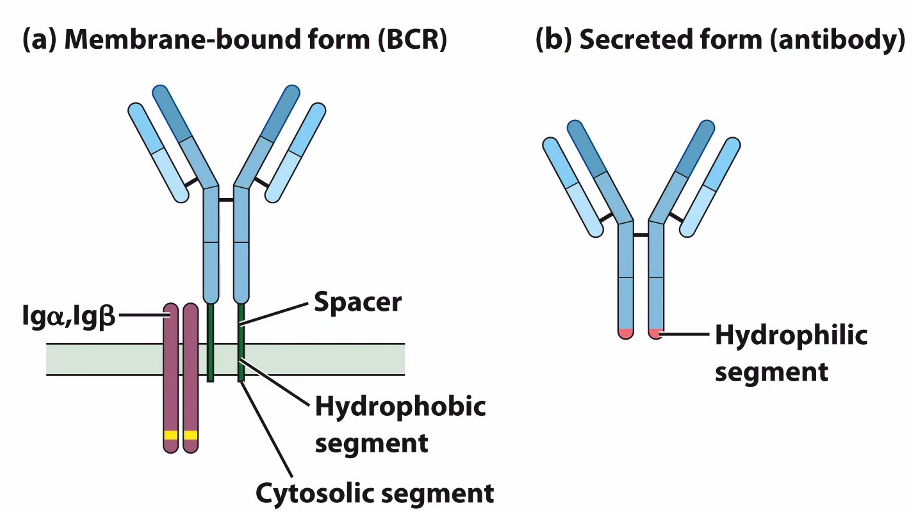 (a) Membrane-bound form (BCR)
(b) Secreted form (antibody)
Igα,Igβ
Spacer
Hydrophobic
segment
Cytosolic segment
Hydrophilic
segment